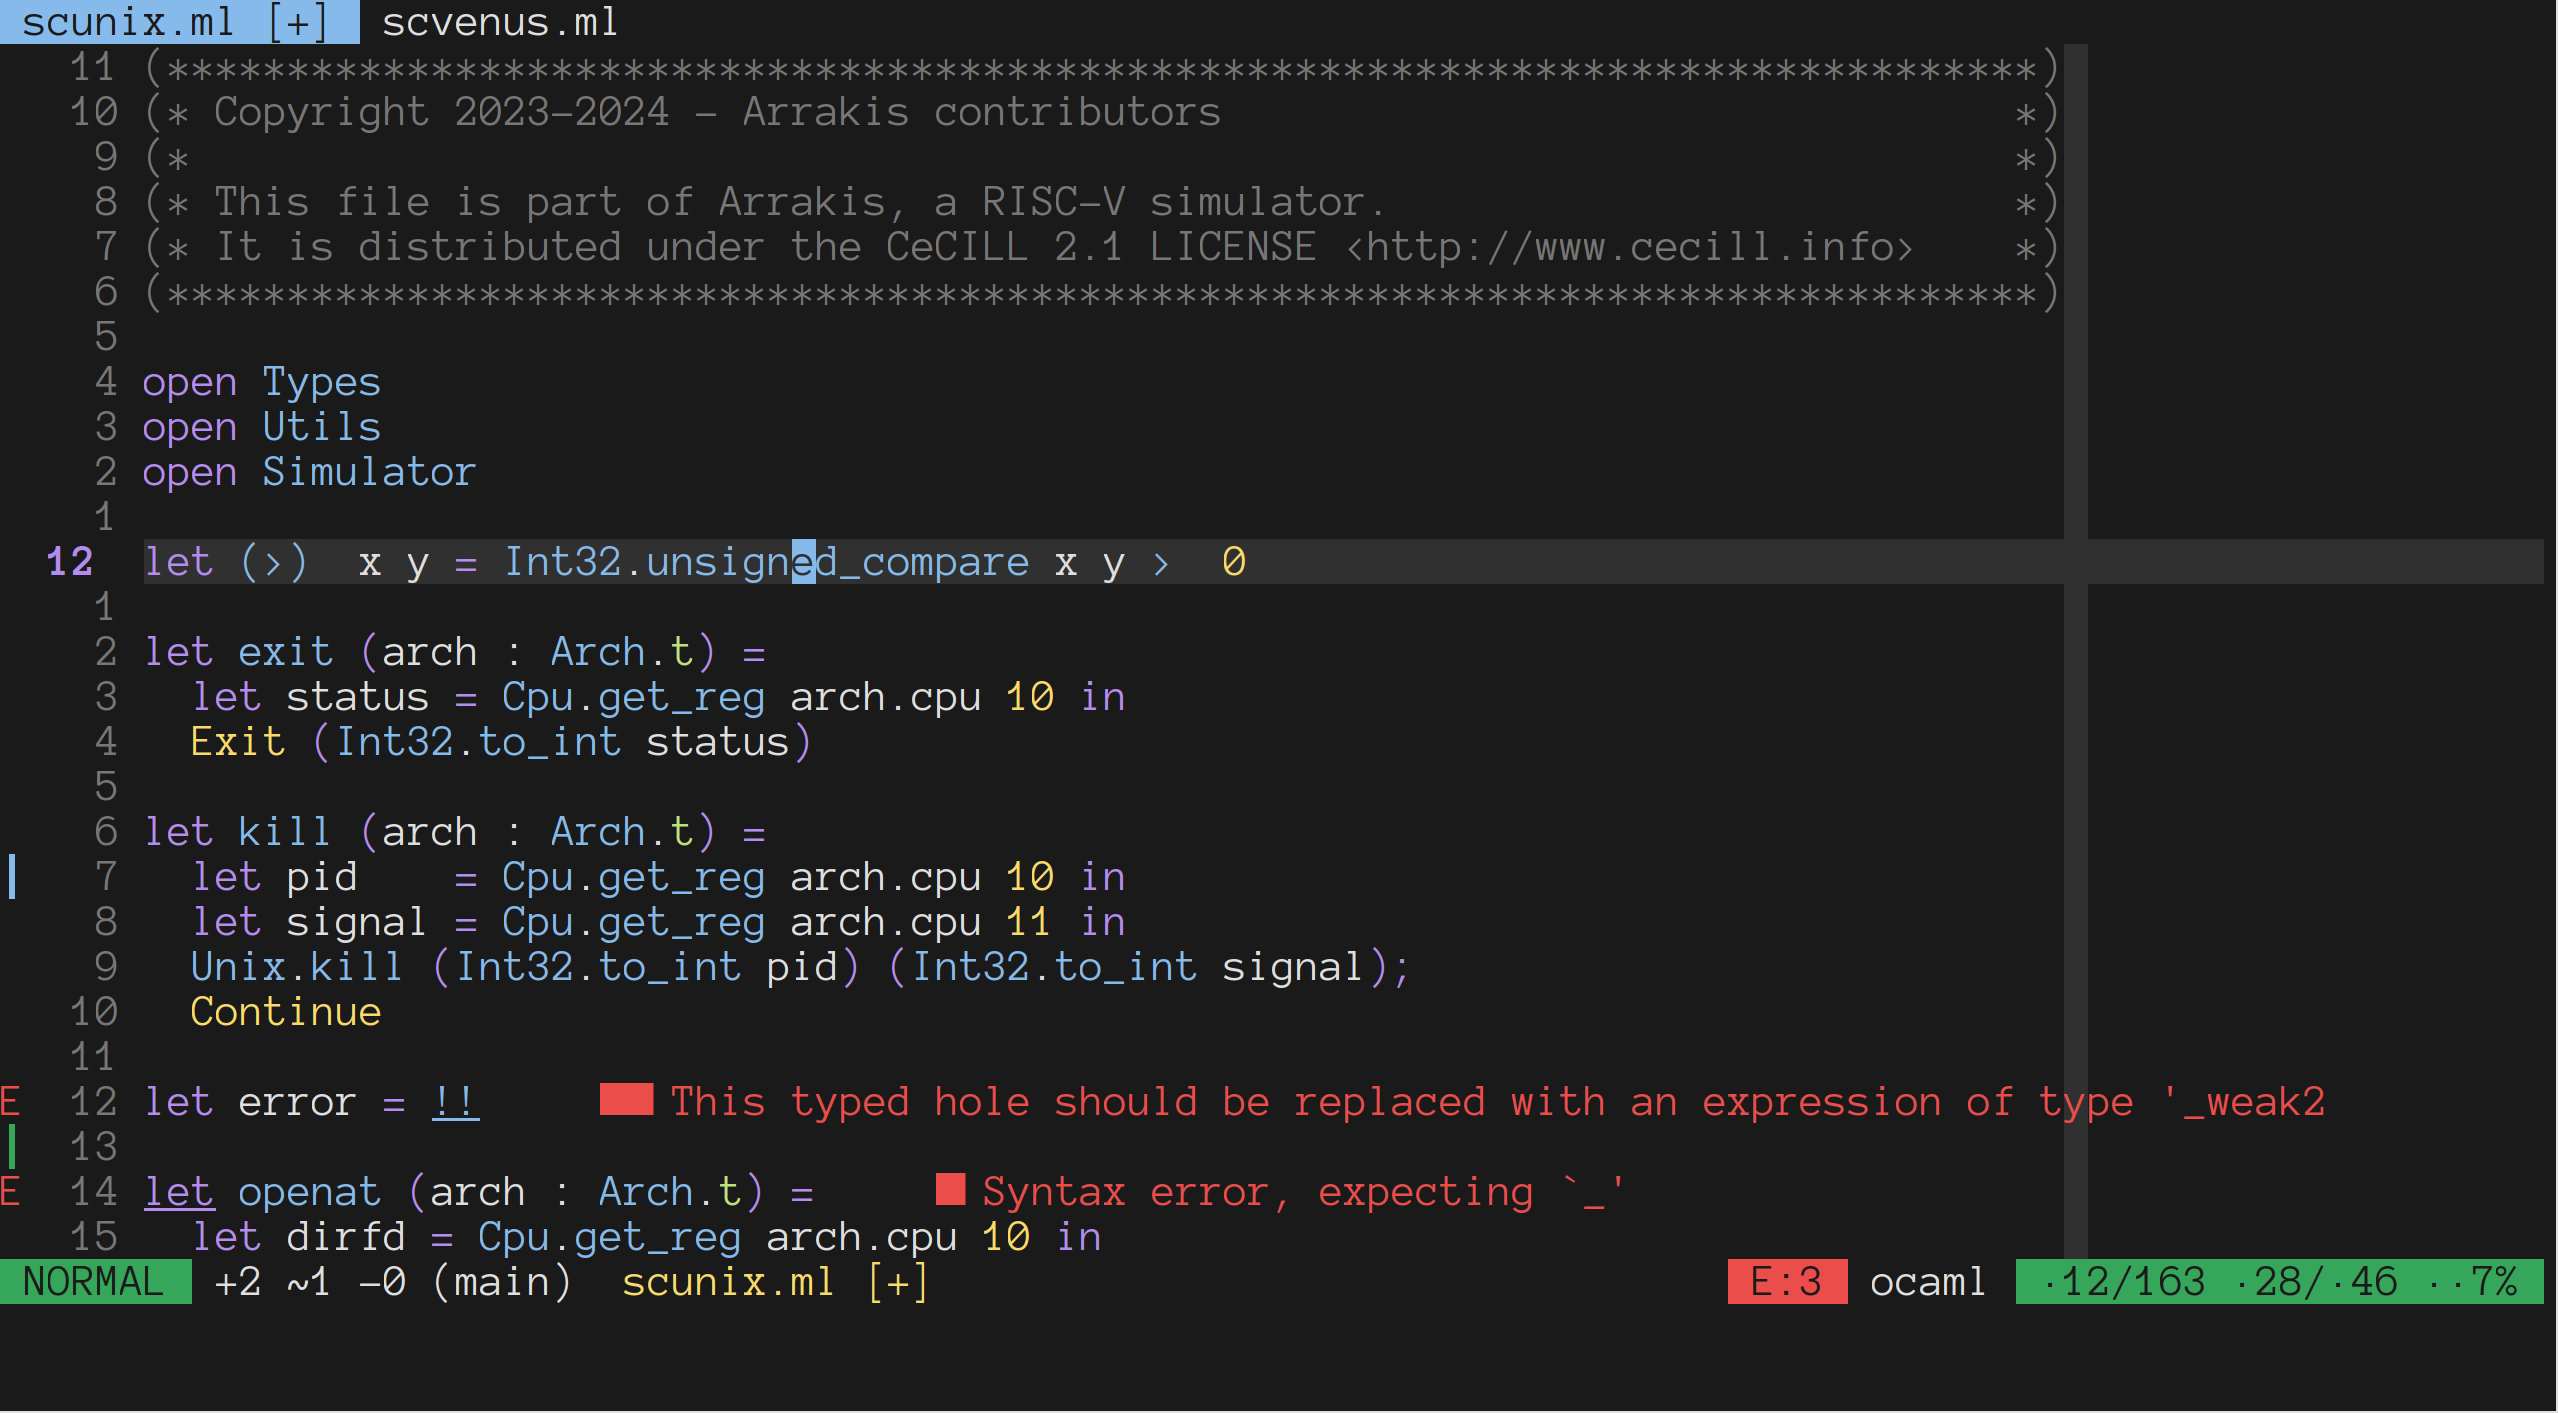 scunix.ml [+] scvenus.ml
11 (******************************************************************************)
10 (* Copyright 2023-2024 - Arrakis contributors                                 *)
9 (*                                                                            *)
8 (* This file is part of Arrakis, a RISC-V simulator.                          *)
7 (* It is distributed under the CeCILL 2.1 LICENSE <http://www.cecill.info>    *)
6 (******************************************************************************)
5
4 open Types
3 open Utils
2 open Simulator
1
12 let (>)  x y = Int32.unsigned_compare x y >  0
1
2 let exit (arch : Arch.t) =
3   let status = Cpu.get_reg arch.cpu 10 in
4   Exit (Int32.to_int status)
5
6 let kill (arch : Arch.t) =
7   let pid    = Cpu.get_reg arch.cpu 10 in
8   let signal = Cpu.get_reg arch.cpu 11 in
9   Unix.kill (Int32.to_int pid) (Int32.to_int signal);
10   Continue
11
E 12 let error = !!     ■■ This typed hole should be replaced with an expression of type '_weak2
13
E 14 let openat (arch : Arch.t) =     ■ Syntax error, expecting `_'
15   let dirfd = Cpu.get_reg arch.cpu 10 in
NORMAL +2 ~1 -0 (main)  scunix.ml [+] E:3 ocaml ·12/163 ·28/·46 ··7%